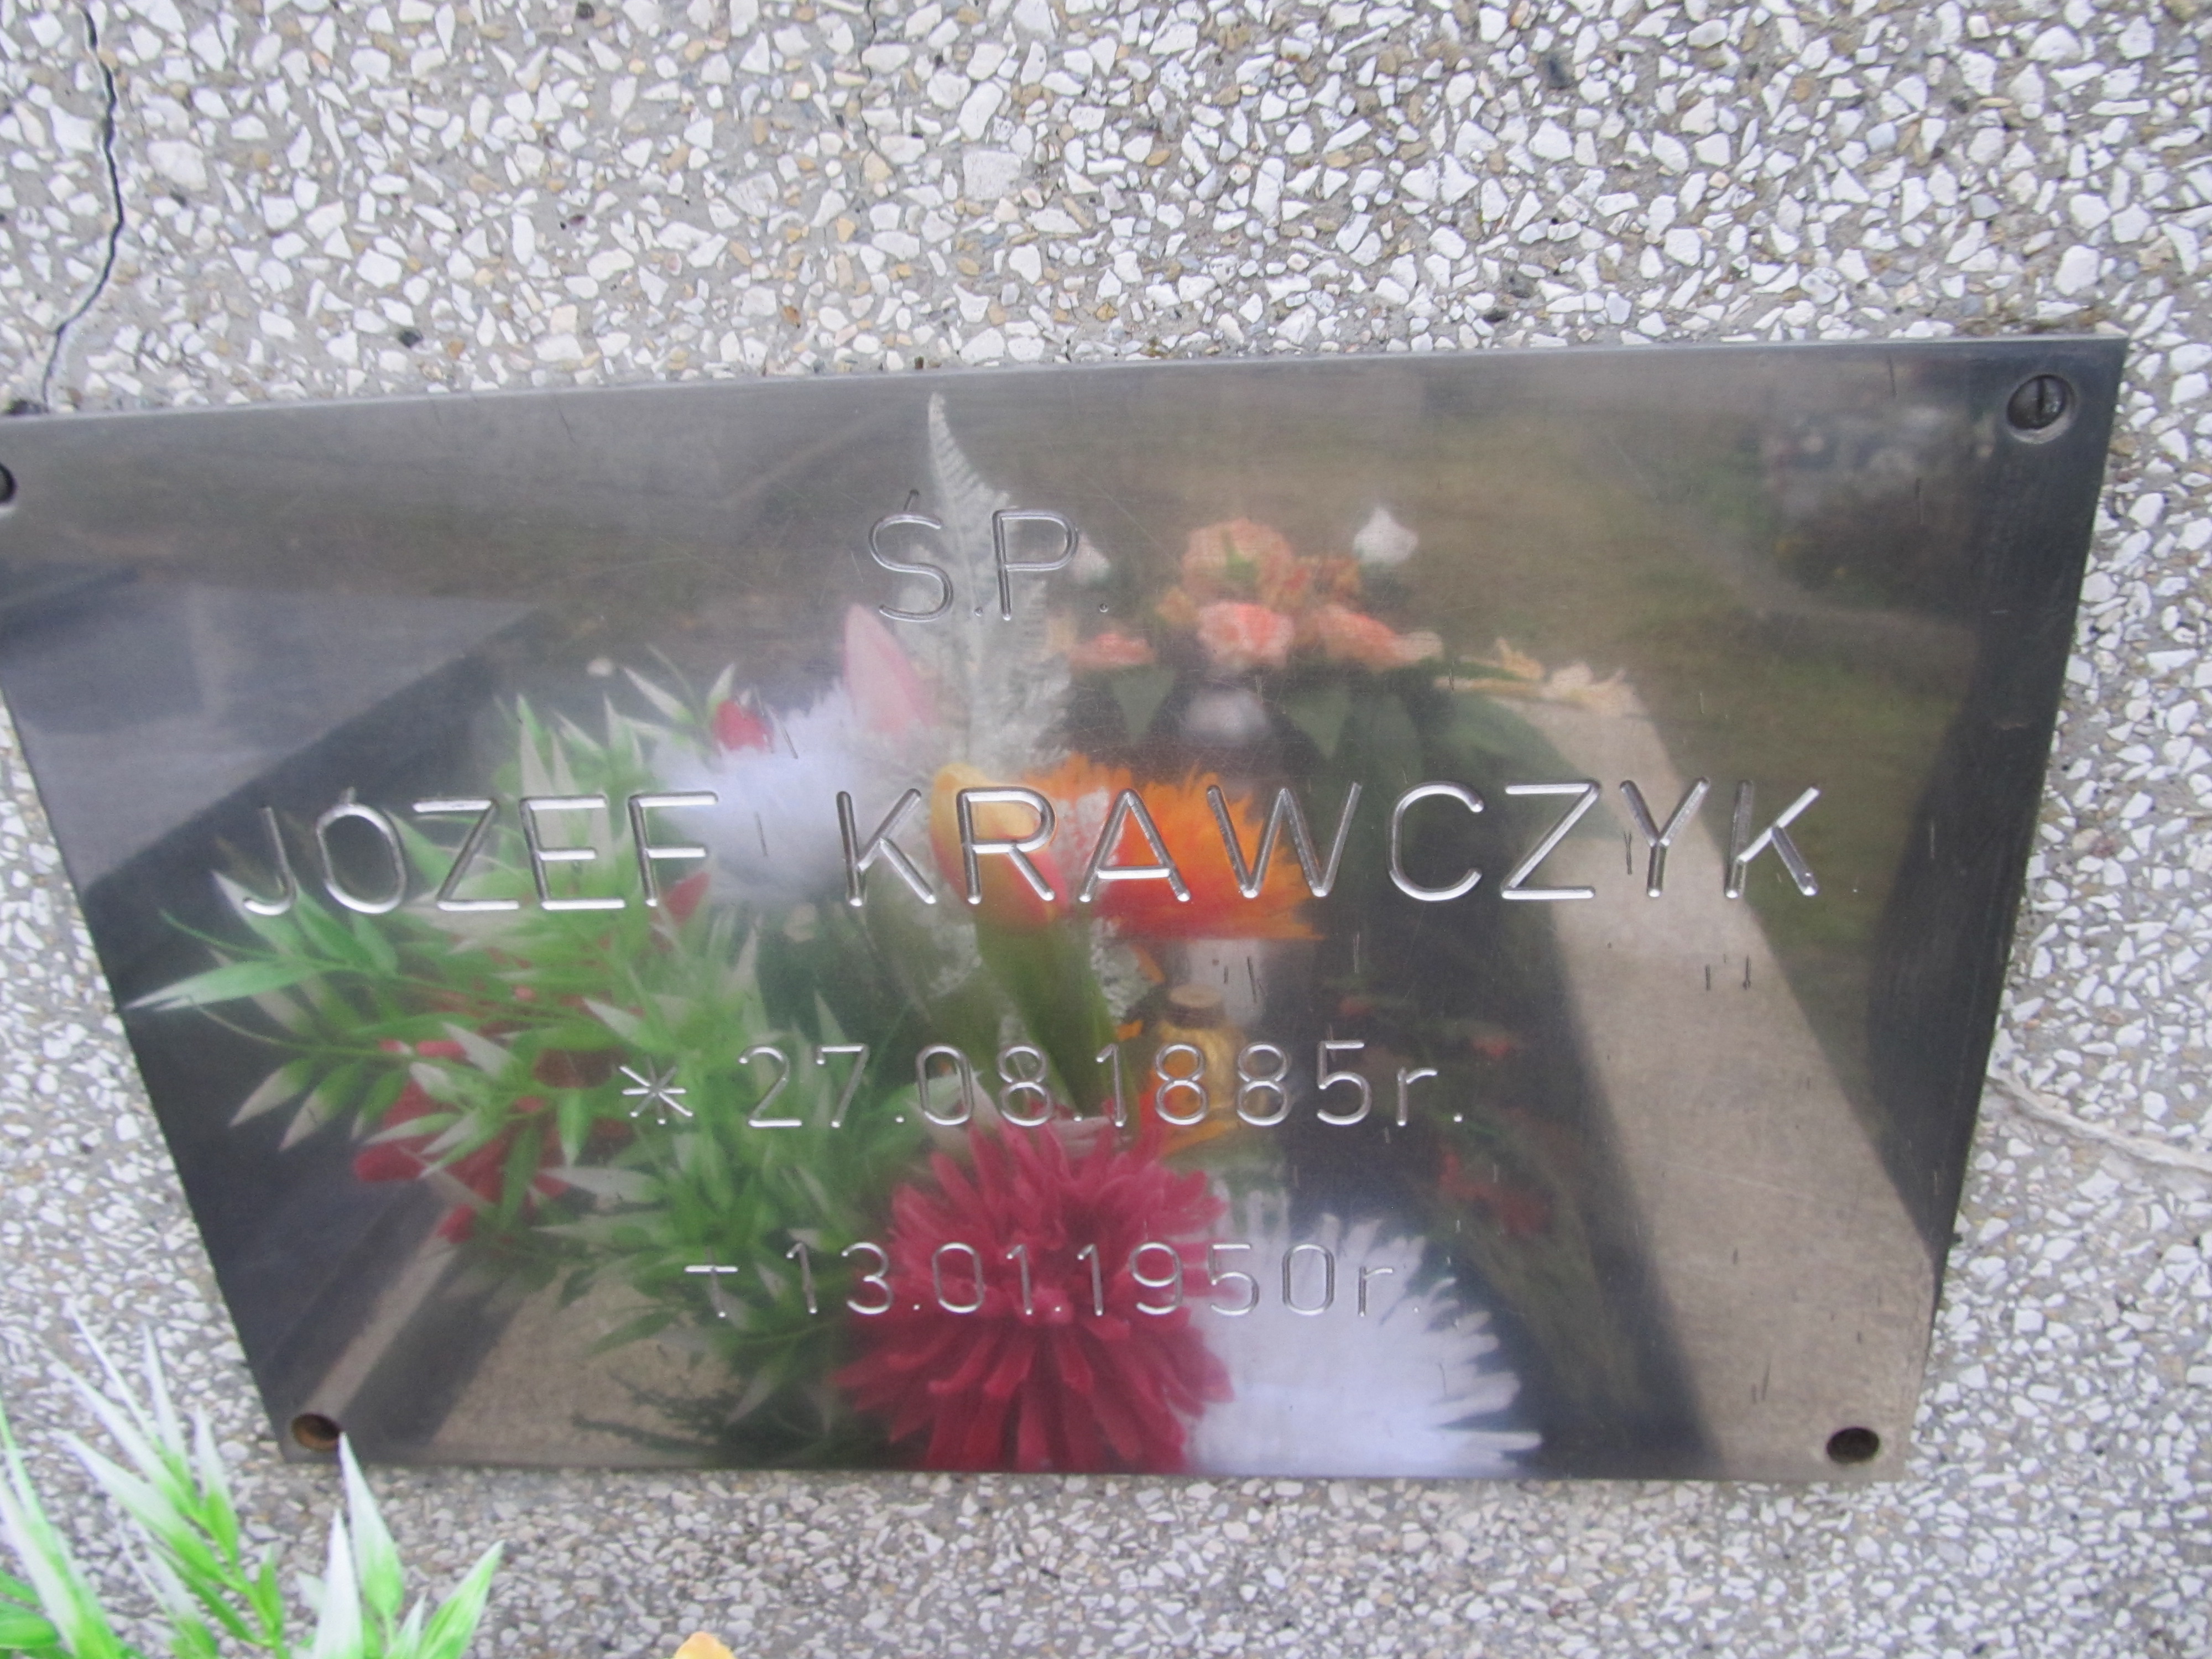 Ś.P.
JÓZEF KRAWCZYK
* 27.08.1885r.
† 13.01.1950r.